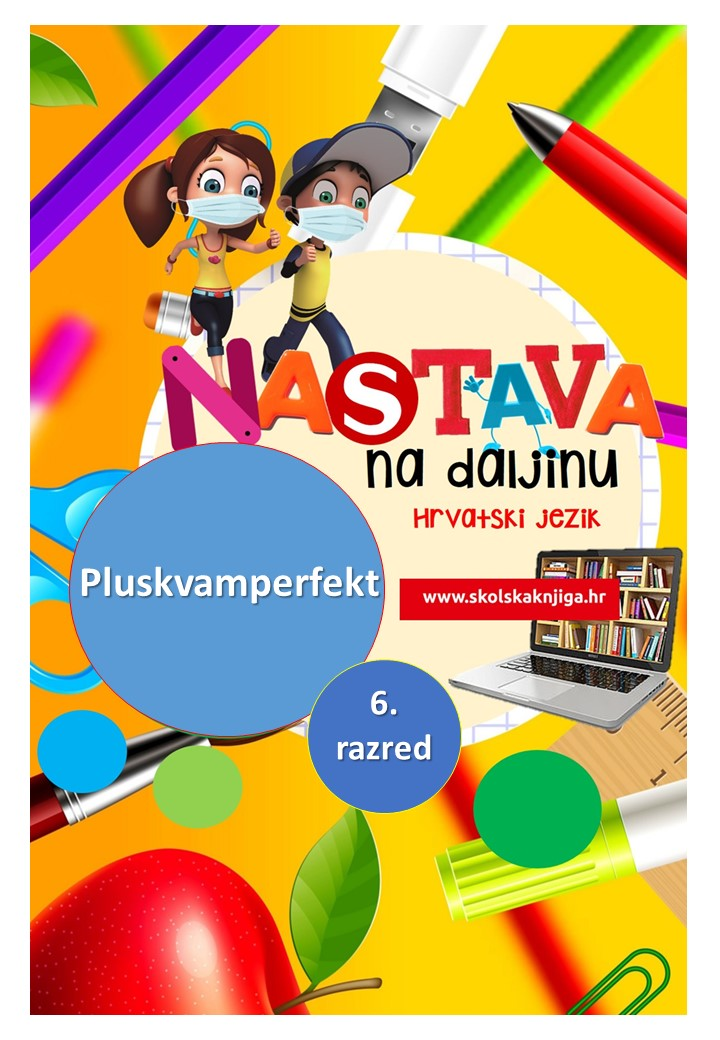 NASTAVA
na daljinu
Hrvatski jezik
Pluskvamperfekt
www.skolskaknjiga.hr
6.
razred